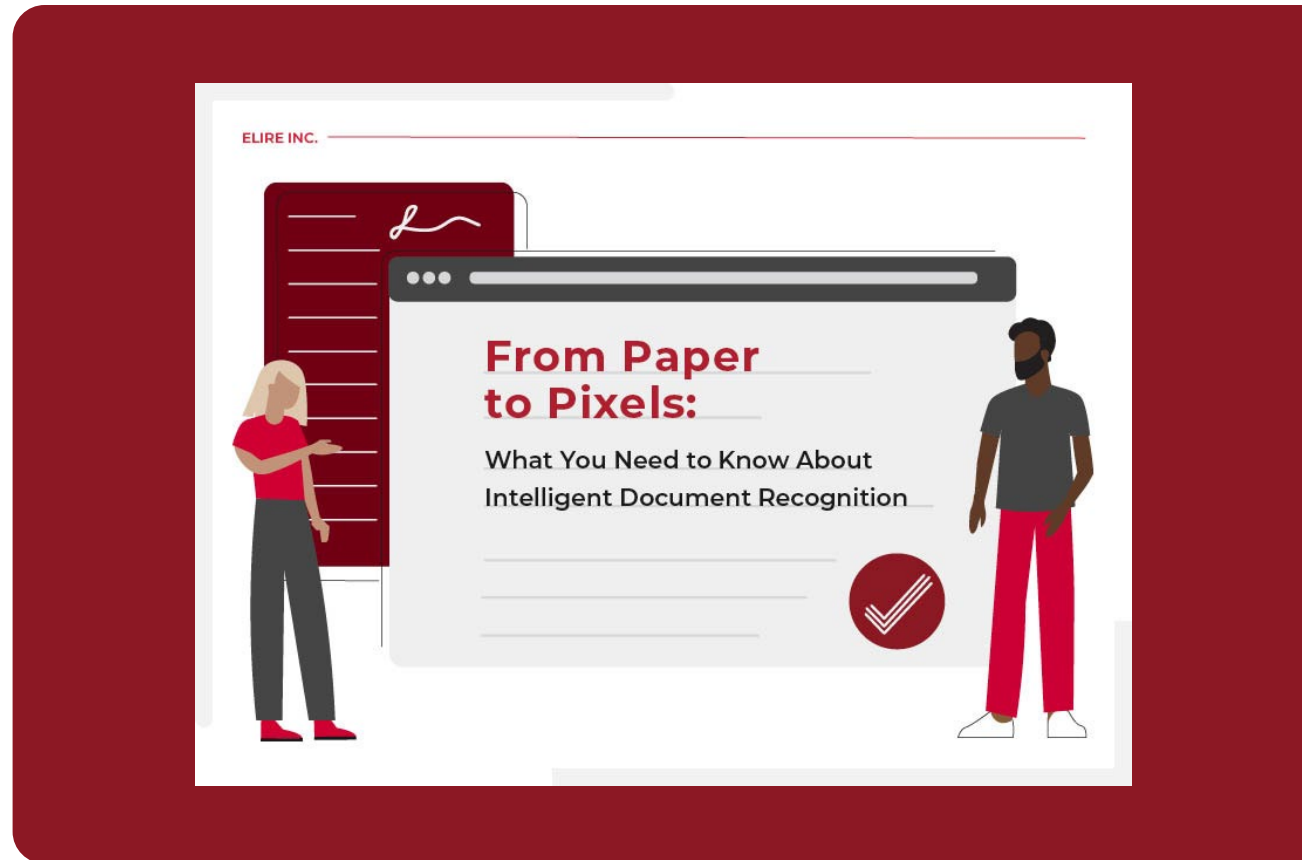 ELIRE INC.
From Paper
to Pixels:
What You Need to Know About
Intelligent Document Recognition